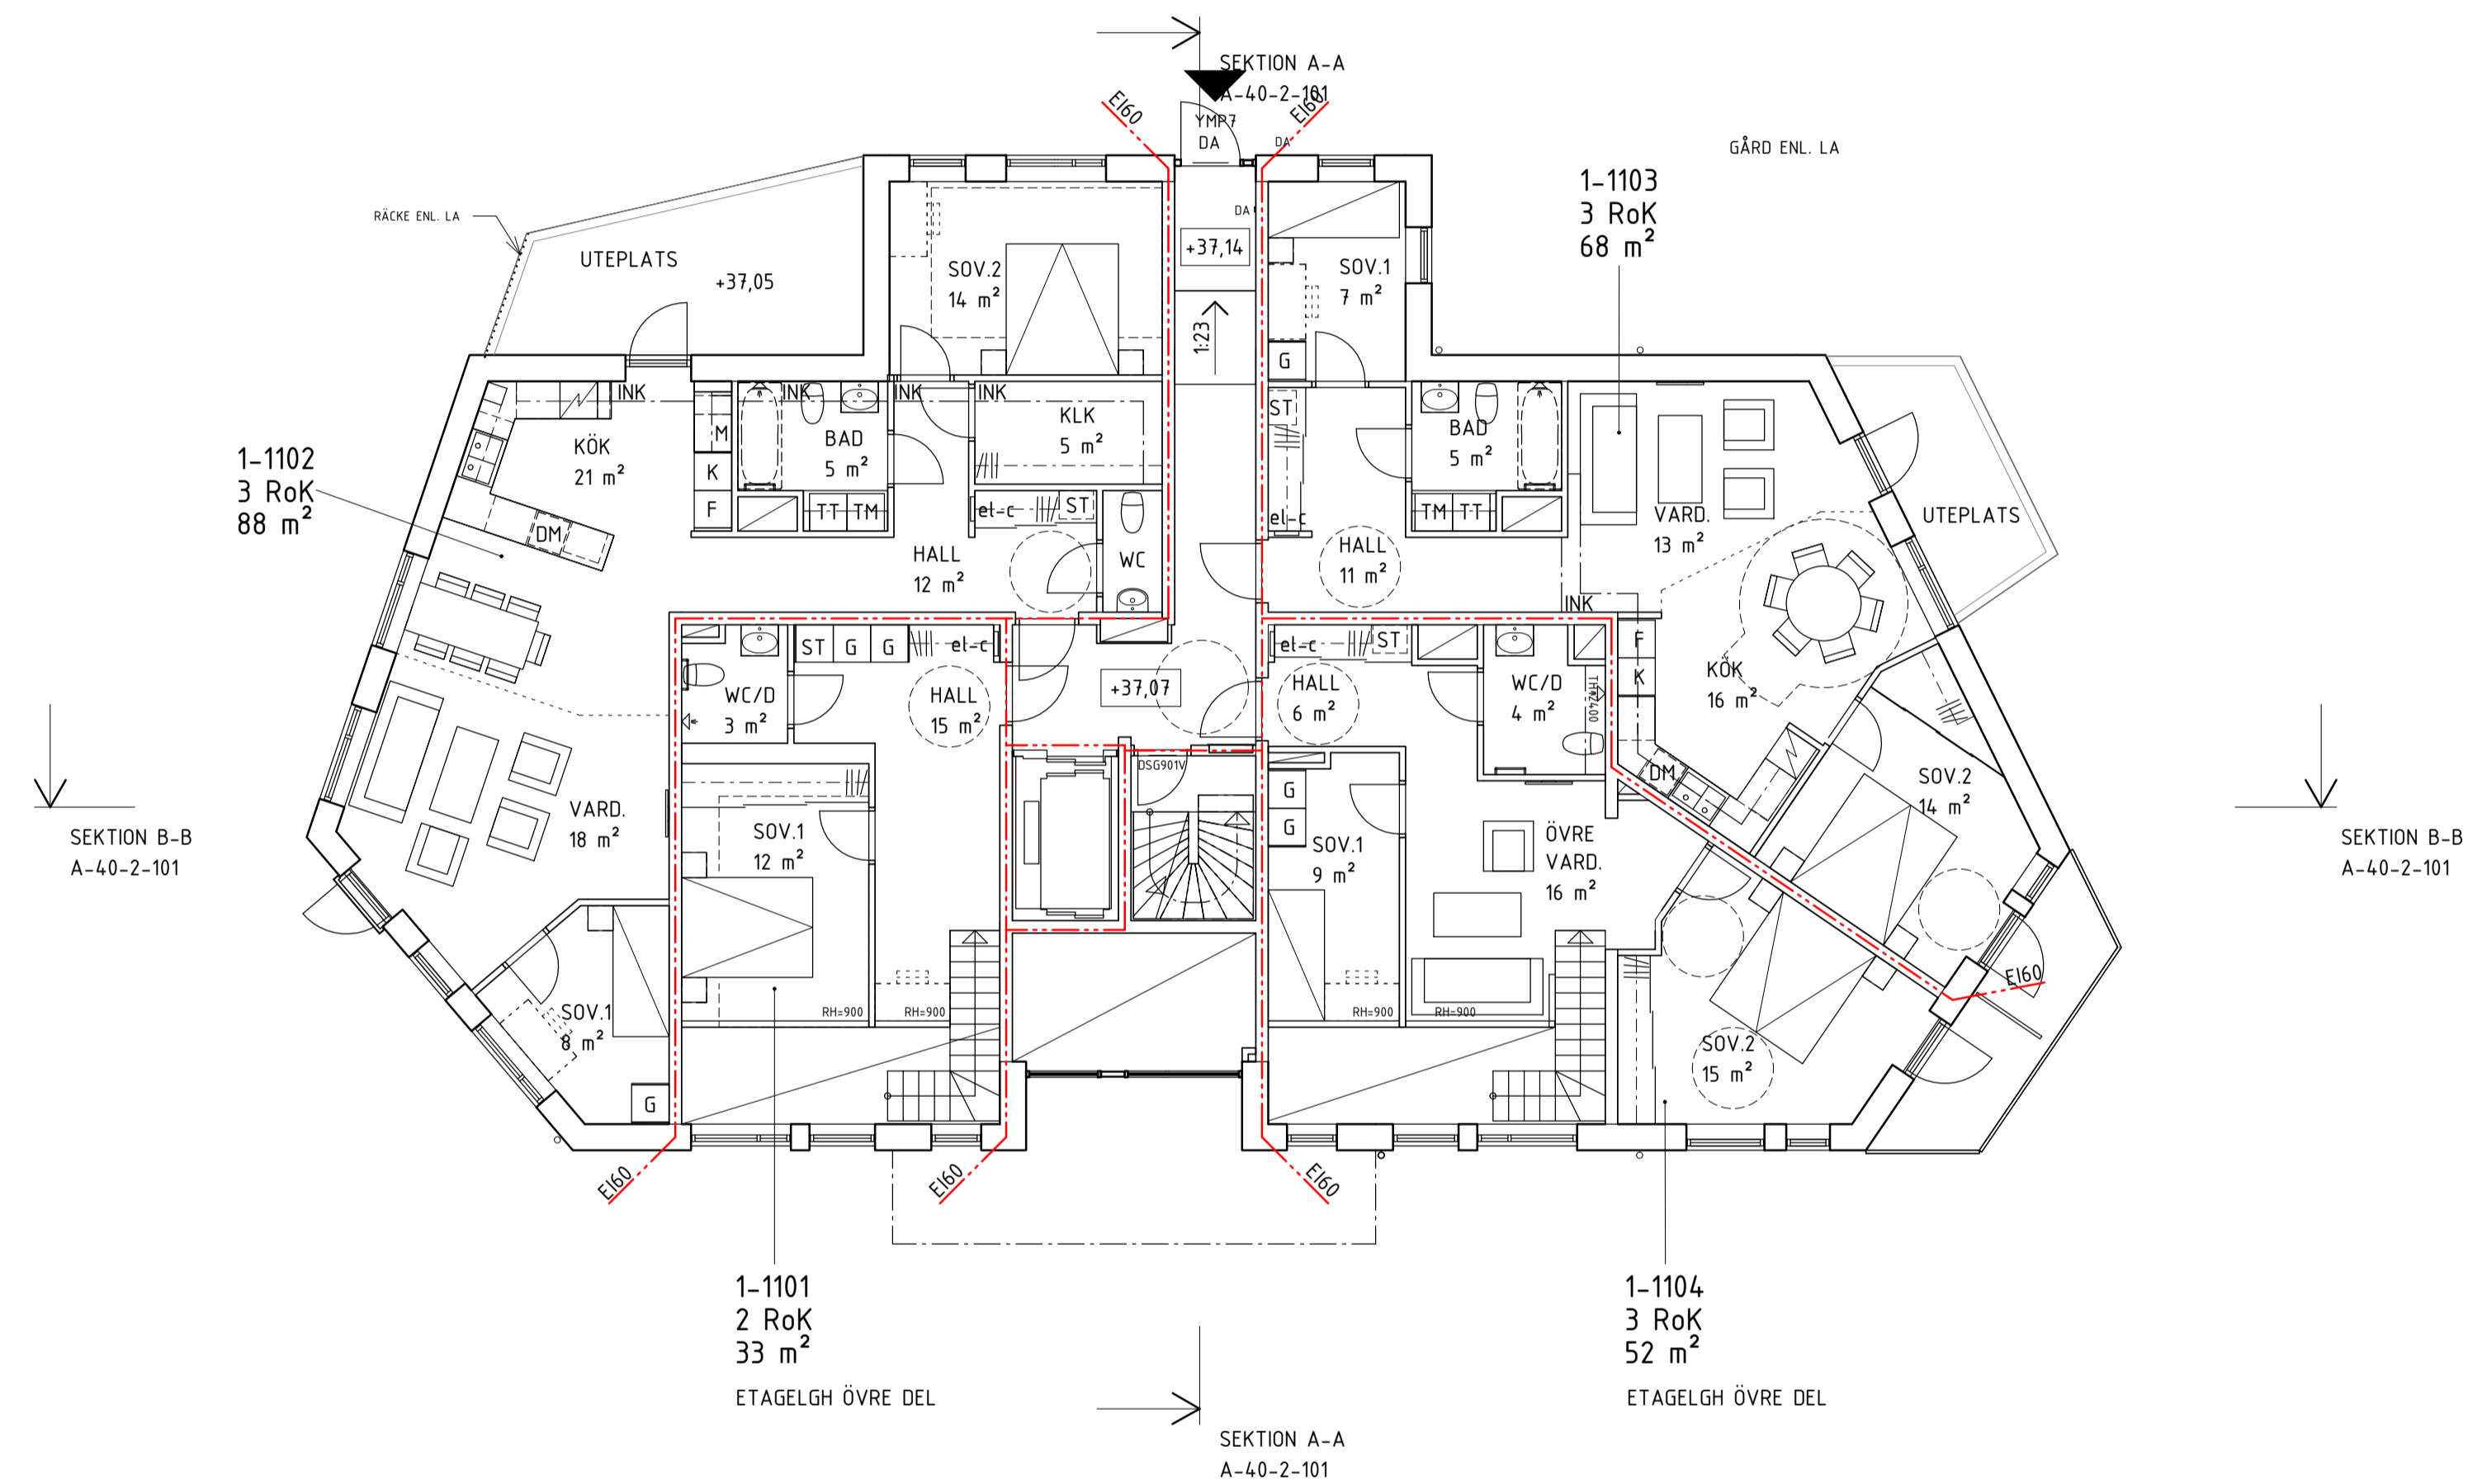 SEKTION A-A
A-40-2-101
EI60
EI60
YMP7
DA
DA
GÅRD ENL. LA
1-1103
3 RoK
68 m²
RÄCKE ENL. LA
DA
UTEPLATS
+37,05
SOV.2
14 m²
+37,14
SOV.1
7 m²
1:23
G
INK
INK
INK
INK
KÖK
21 m²
M
K
F
BAD
5 m²
KLK
5 m²
ST
BAD
5 m²
1-1102
3 RoK
88 m²
DM
TT
TM
el-c
ST
el-c
TM
TT
VARD.
13 m²
UTEPLATS
HALL
12 m²
WC
HALL
11 m²
INK
ST
G
G
el-c
el-c
ST
F
K
KÖK
16 m²
WC/D
3 m²
HALL
15 m²
+37,07
HALL
6 m²
WC/D
4 m²
TH=2400
DSG901V
DM
SOV.2
14 m²
SEKTION B-B
A-40-2-101
VARD.
18 m²
SOV.1
12 m²
G
G
SOV.1
9 m²
ÖVRE
VARD.
16 m²
SEKTION B-B
A-40-2-101
EI60
SOV.1
8 m²
RH=900
RH=900
RH=900
RH=900
SOV.2
15 m²
G
EI60
EI60
EI60
1-1101
2 RoK
33 m²
ETAGELGH ÖVRE DEL
1-1104
3 RoK
52 m²
ETAGELGH ÖVRE DEL
SEKTION A-A
A-40-2-101